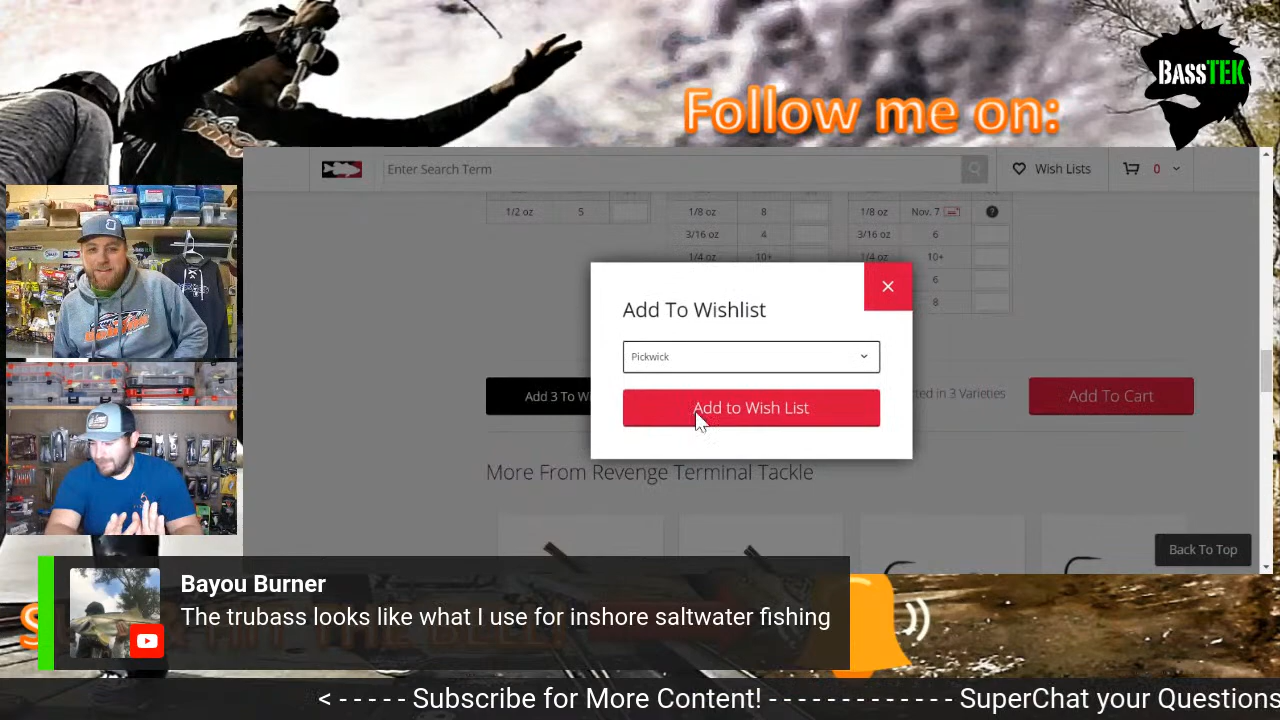 BASSTEK
Follow me on:
Enter Search Term
Wish Lists
0
1/2 oz 5
1/8 oz 8
1/8 oz Nov. 7 ?
3/16 oz 4
3/16 oz 6
1/4 oz 10+
1/4 oz 10+
6
8
Add To Wishlist
Pickwick
Add to Wish List
Add 3 To Wi
ted in 3 Varieties
Add To Cart
More From Revenge Terminal Tackle
Back To Top
Bayou Burner
The trubass looks like what I use for inshore saltwater fishing
< - - - - - Subscribe for More Content! - - - - - - - - - - - - - SuperChat your Questions